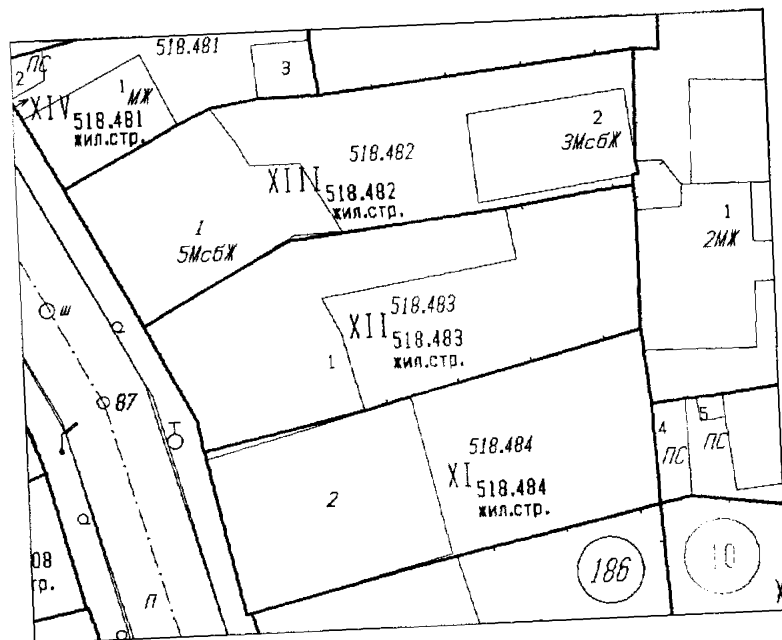 518.481
2
ПС
1
МЖ
3
XIV 518.481
жил.стр.
518.482
2
3МсбЖ
XIII 518.482
жил.стр.
1
5МсбЖ
1
2МЖ
518.483
XII 518.483
жил.стр.
1
ш
87
Т
4
ПС
5
ПС
518.484
XI 518.484
жил.стр.
2
186
10
08
гр.
П